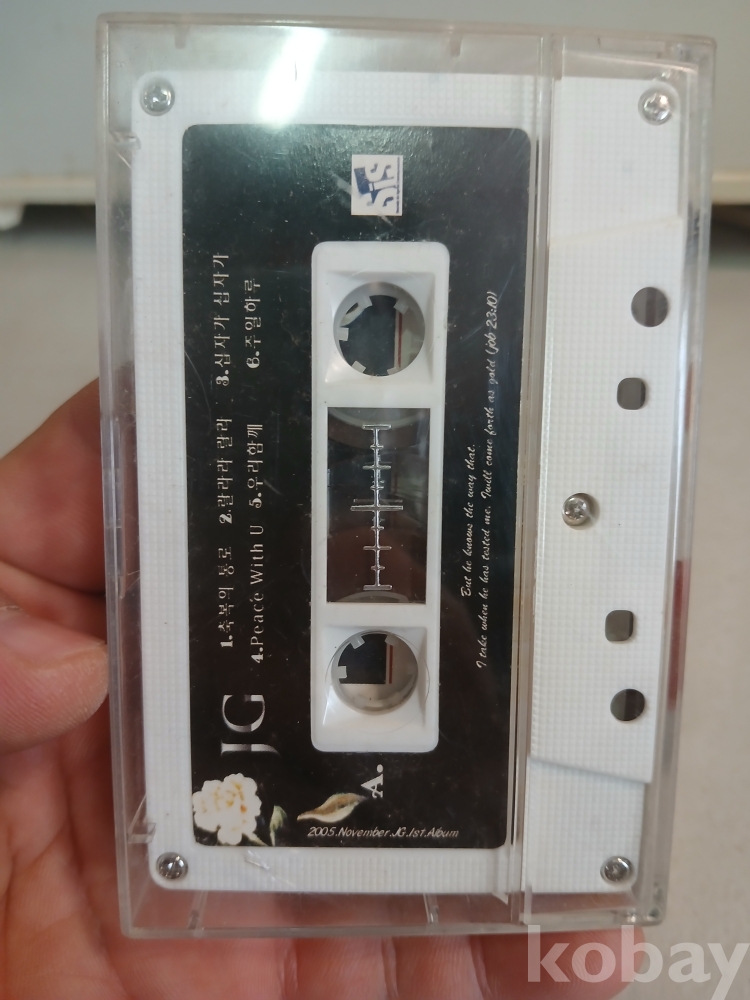 JG
1.축복의 통로 2.랄라라 랄라 3.십자가 십자가
4.Peace With U 5.우리함께 6.주일하루
A.
But he knows the way that
I take when he has tested me. I will come forth as gold (job 23:10)
2005.November.JG.1st.Album
kobay